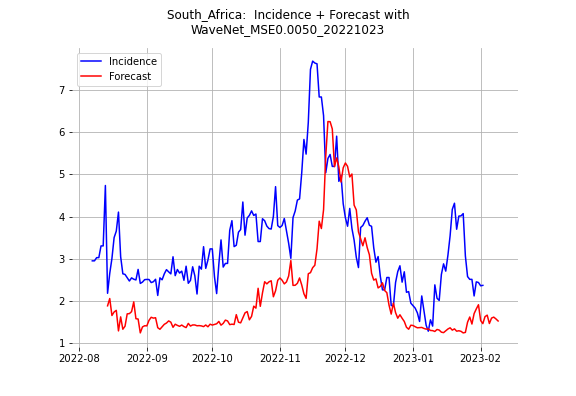 South_Africa:  Incidence + Forecast with
WaveNet_MSE0.0050_20221023
Incidence
Forecast
7
6
5
4
3
2
1
2022-08 2022-09 2022-10 2022-11 2022-12 2023-01 2023-02